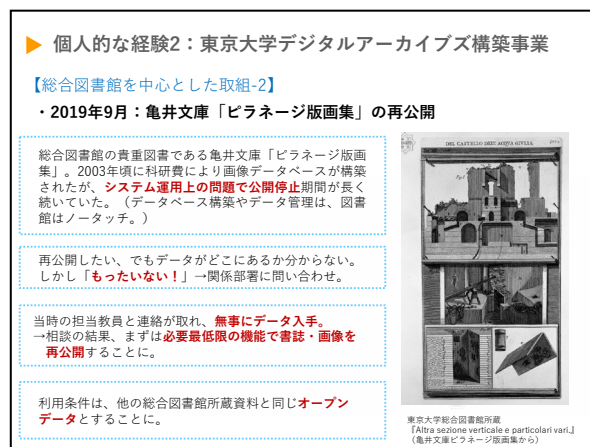 ▶ 個人的な経験2：東京大学デジタルアーカイブズ構築事業
【総合図書館を中心とした取組-2】
・2019年9月：亀井文庫「ピラネージ版画集」の再公開
総合図書館の貴重図書である亀井文庫「ピラネージ版画
集」。2003年頃に科研費により画像データベースが構築
されたが、システム運用上の問題で公開停止期間が長く
続いていた。（データベース構築やデータ管理は、図書
館はノータッチ。）
再公開したい、でもデータがどこにあるか分からない。
しかし「もったいない！」→関係部署に問い合わせ。
当時の担当教員と連絡が取れ、無事にデータ入手。
→相談の結果、まずは必要最低限の機能で書誌・画像を
再公開することに。
利用条件は、他の総合図書館所蔵資料と同じオープン
データとすることに。
DEL CASTELLO DELL'ACQUA GIULIA
東京大学総合図書館所蔵
『Altra sezione verticale e particolari vari.』
（亀井文庫ピラネージ版画集から）